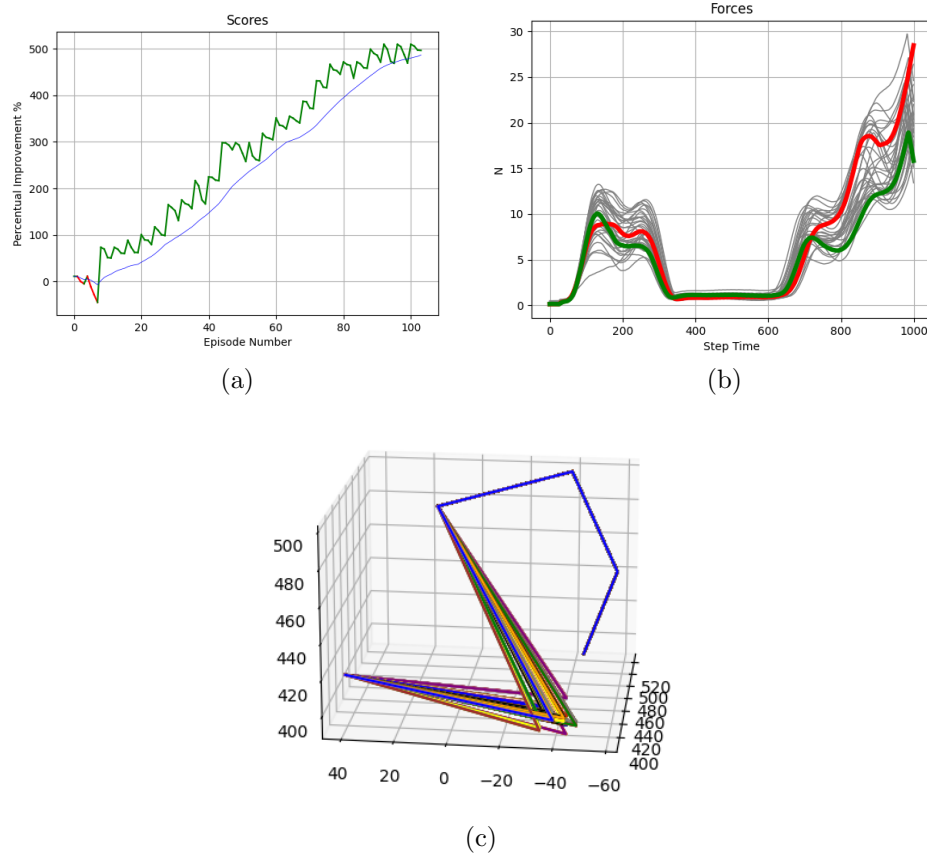 Scores
Percentual Improvement %
500
400
300
200
100
0
0 20 40 60 80 100
Episode Number
(a)
Forces
N
30
25
20
15
10
5
0
0 200 400 600 800 1000
Step Time
(b)
500
480
460
440
420
400
40 20 0 −20 −40 −60
520
500
480
460
440
420
400
(c)